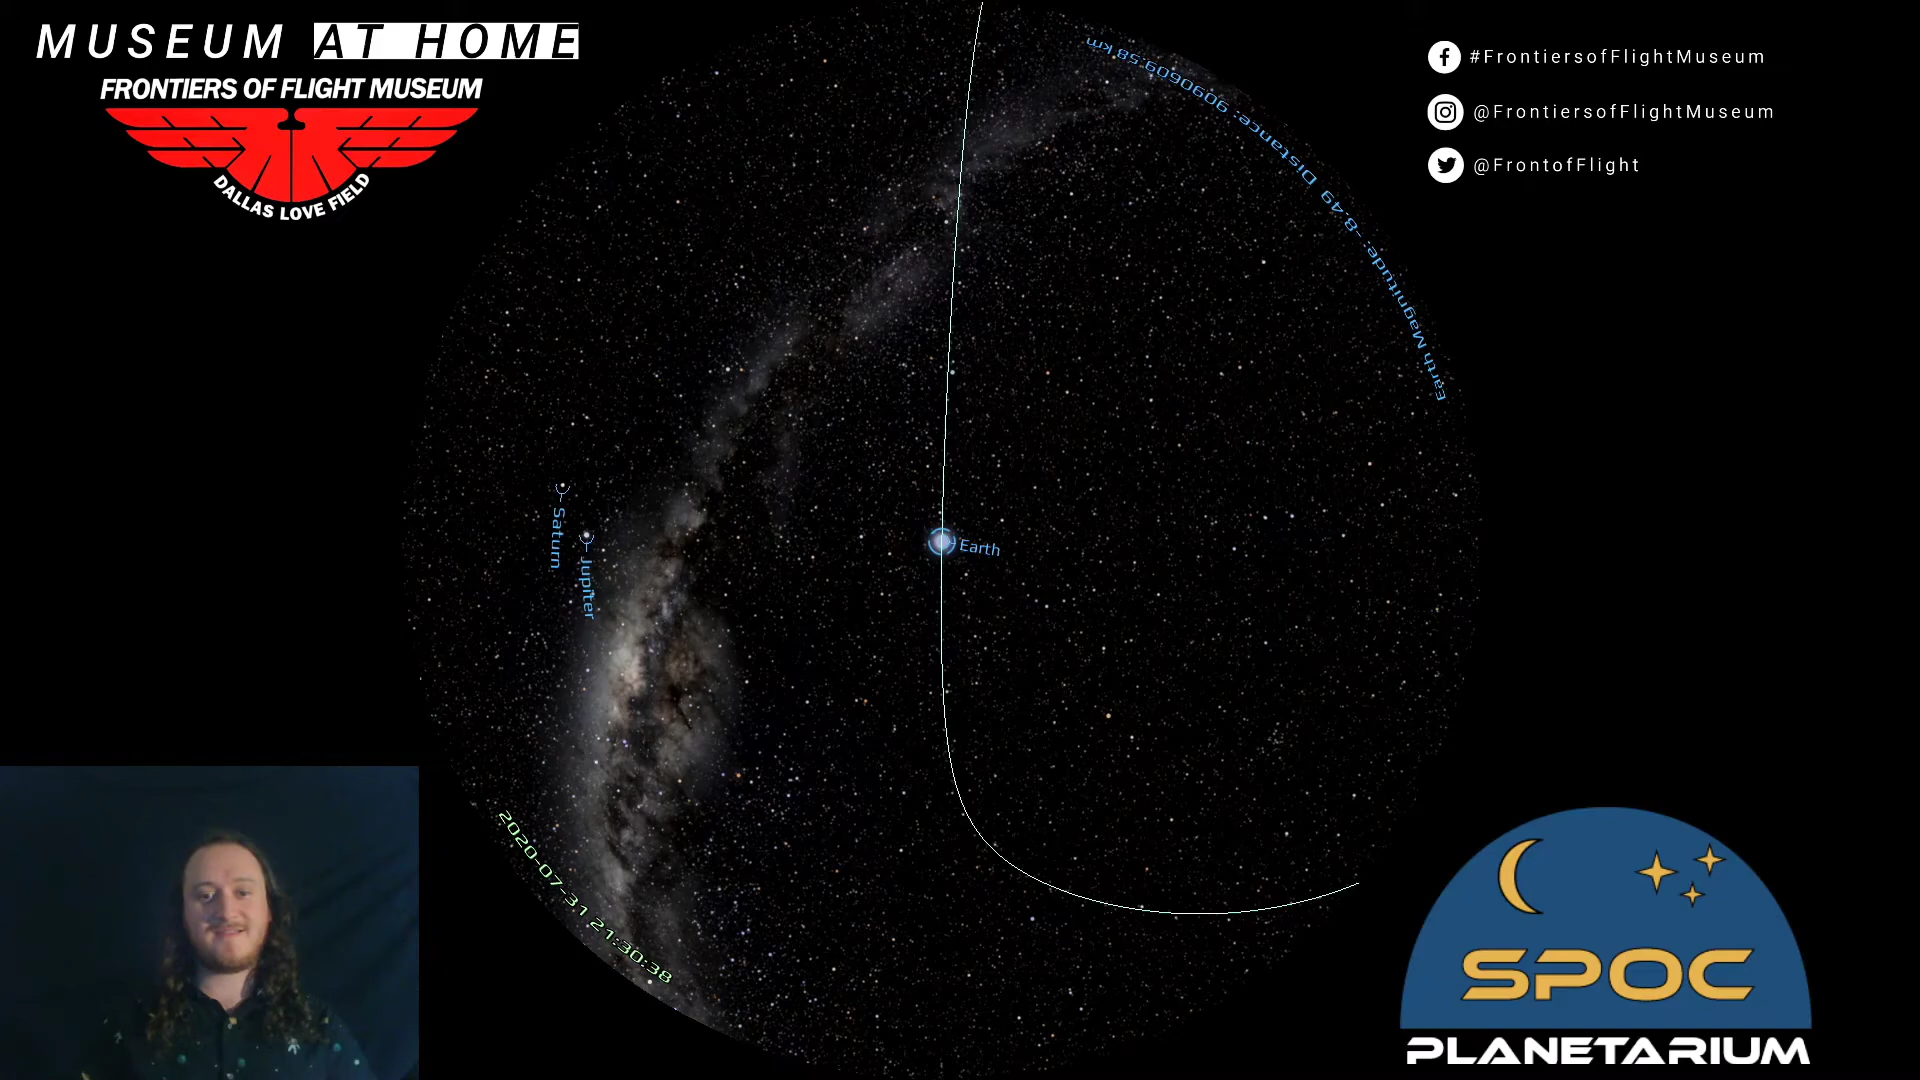 MUSEUM AT HOME
FRONTIERS OF FLIGHT MUSEUM
DALLAS LOVE FIELD
#FrontiersofFlightMuseum
@FrontiersofFlightMuseum
@FrontofFlight
Earth Magnitude: -8.49 Distance: 9090609.58 km
Saturn
Jupiter
Earth
2020-07-31 21:30:38
SPOC
PLANETARIUM